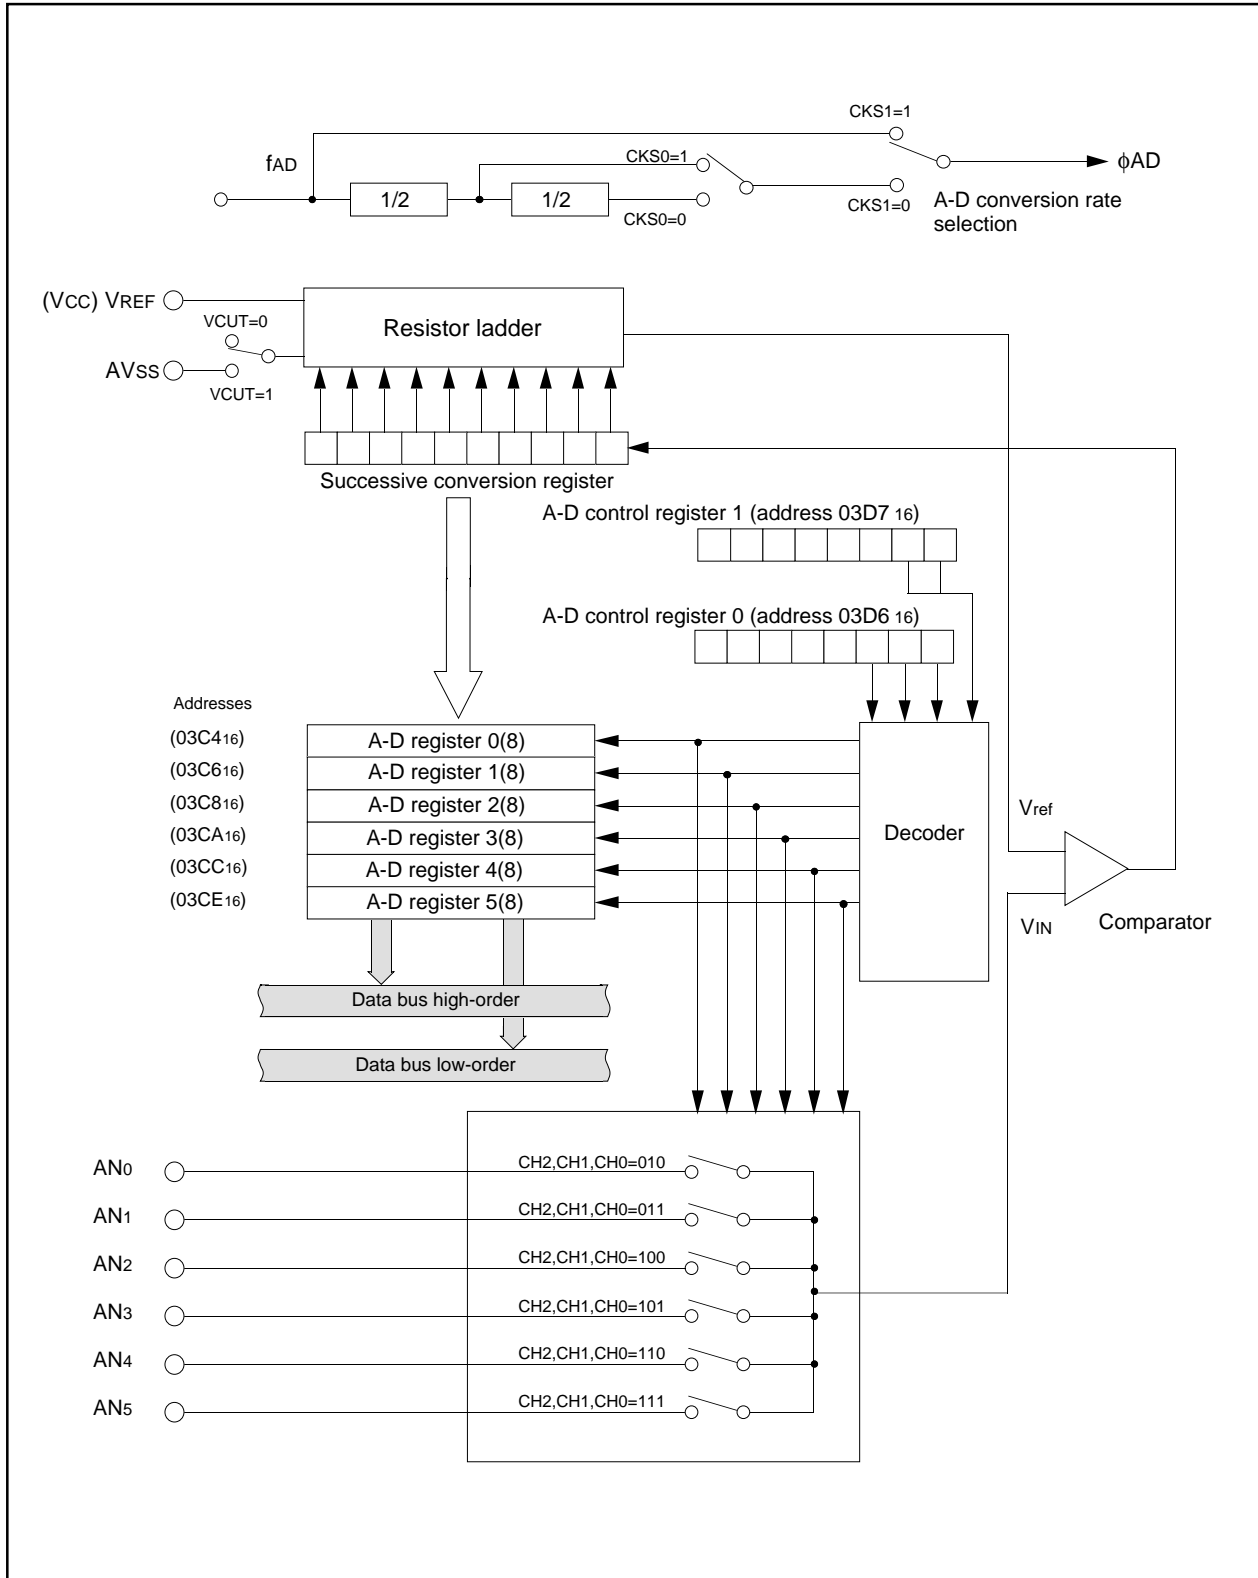 CKS1=1
fAD
CKS0=1
ϕAD
1/2
1/2
CKS0=0
CKS1=0
A-D conversion rate
selection
(VCC) VREF
VCUT=0
Resistor ladder
AVSS
VCUT=1
Successive conversion register
A-D control register 1 (address 03D7 16)
A-D control register 0 (address 03D6 16)
Addresses
(03C416)
A-D register 0(8)
(03C616)
A-D register 1(8)
(03C816)
A-D register 2(8)
(03CA16)
A-D register 3(8)
(03CC16)
A-D register 4(8)
(03CE16)
A-D register 5(8)
Decoder
Vref
VIN
Comparator
Data bus high-order
Data bus low-order
AN0
CH2,CH1,CH0=010
AN1
CH2,CH1,CH0=011
AN2
CH2,CH1,CH0=100
AN3
CH2,CH1,CH0=101
AN4
CH2,CH1,CH0=110
AN5
CH2,CH1,CH0=111